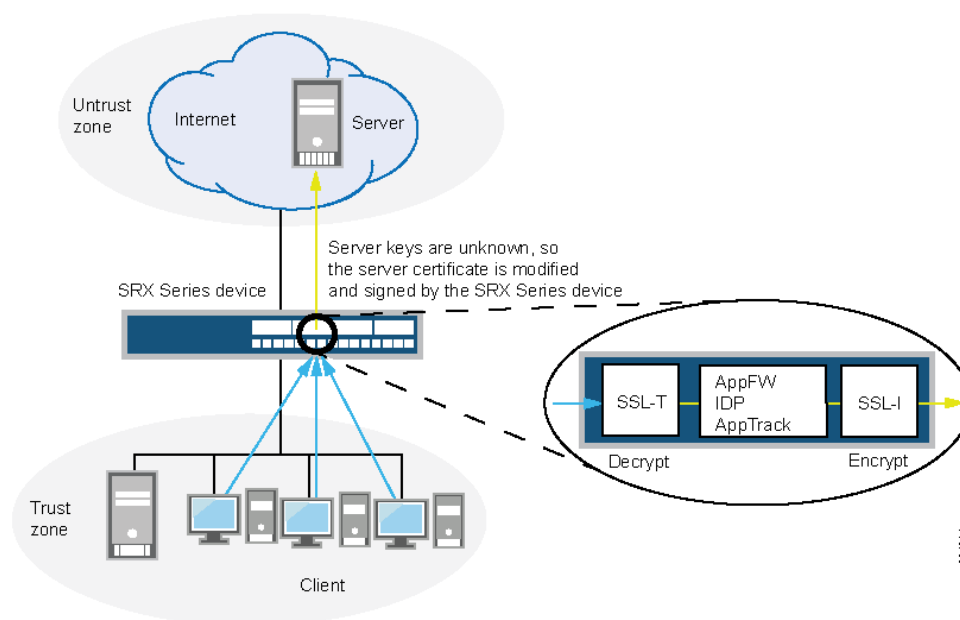 Untrust
zone
Internet
Server
Server keys are unknown, so
the server certificate is modified
and signed by the SRX Series device
SRX Series device
SSL-T
AppFW
IDP
AppTrack
SSL-I
Decrypt
Encrypt
Trust
zone
Client